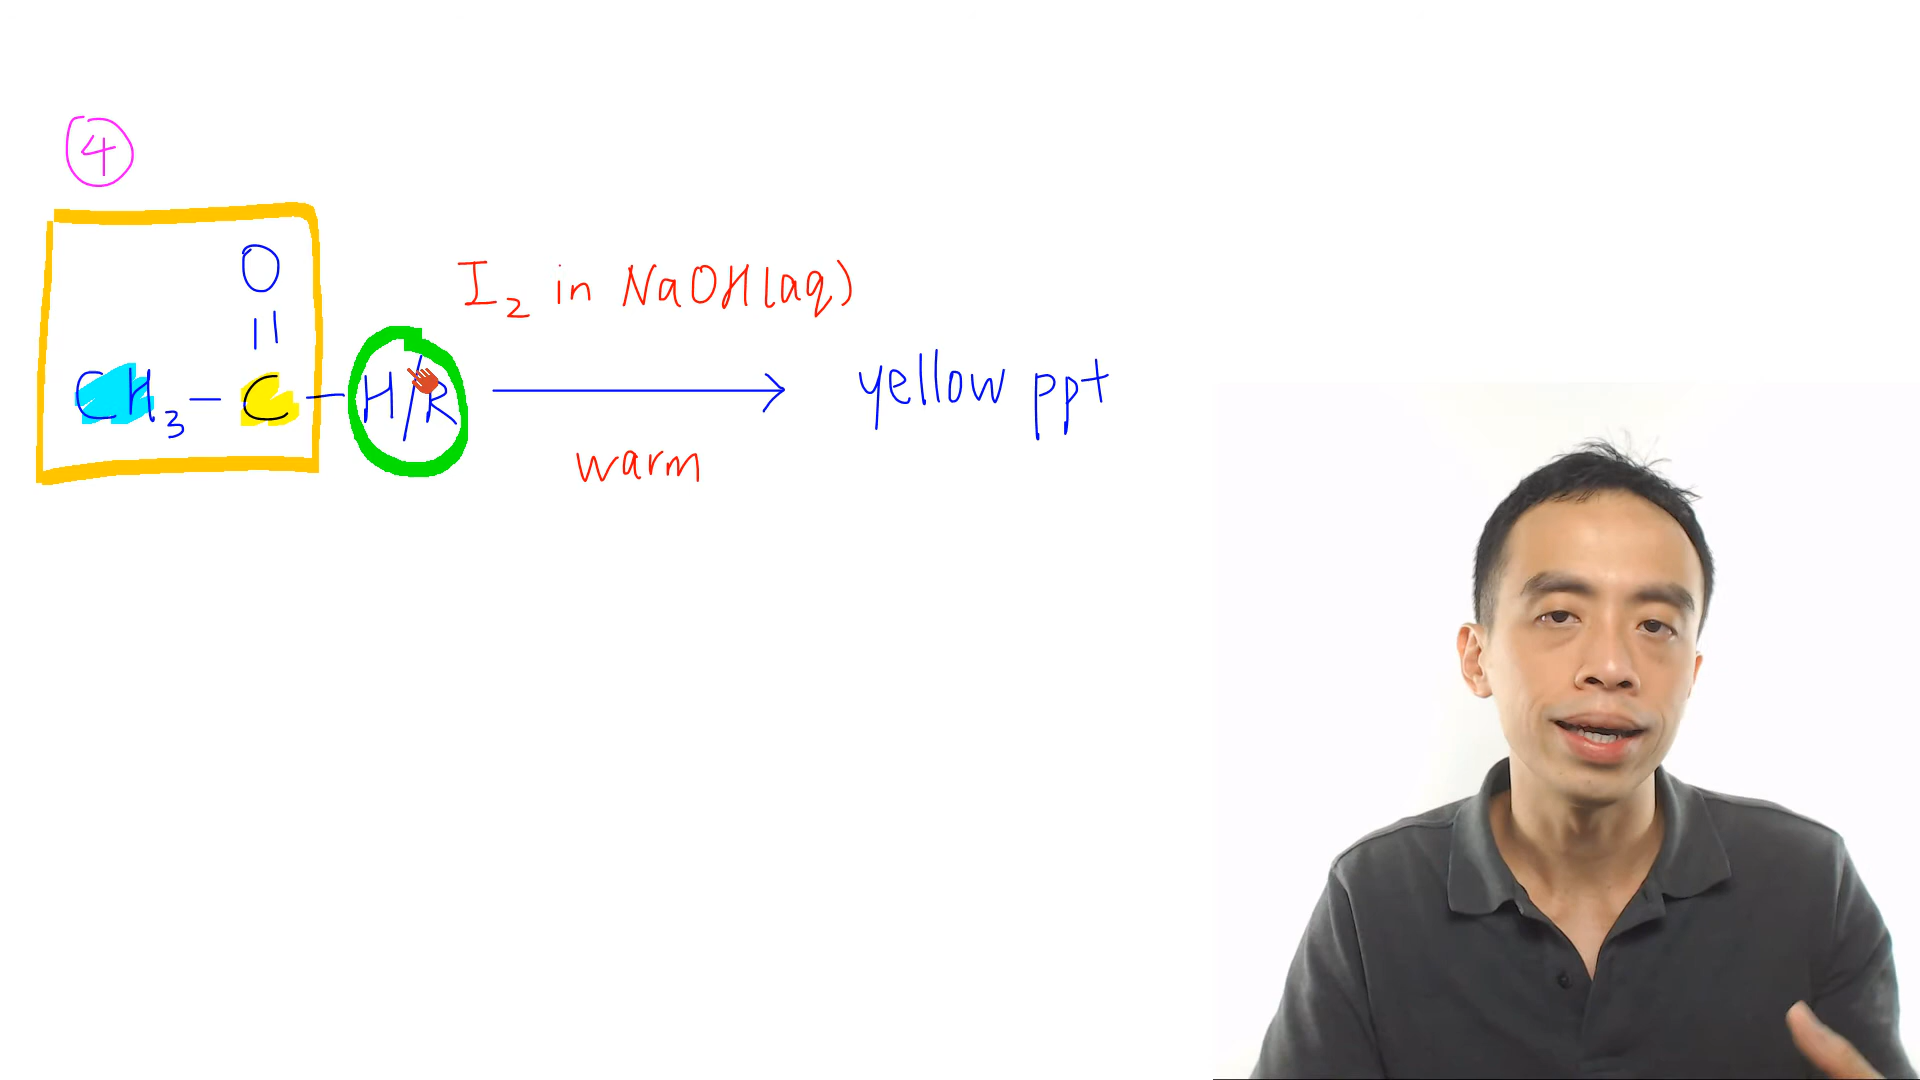 4
O
||
CH₃ – C – H/R
I₂ in NaOH(aq)
warm
yellow ppt